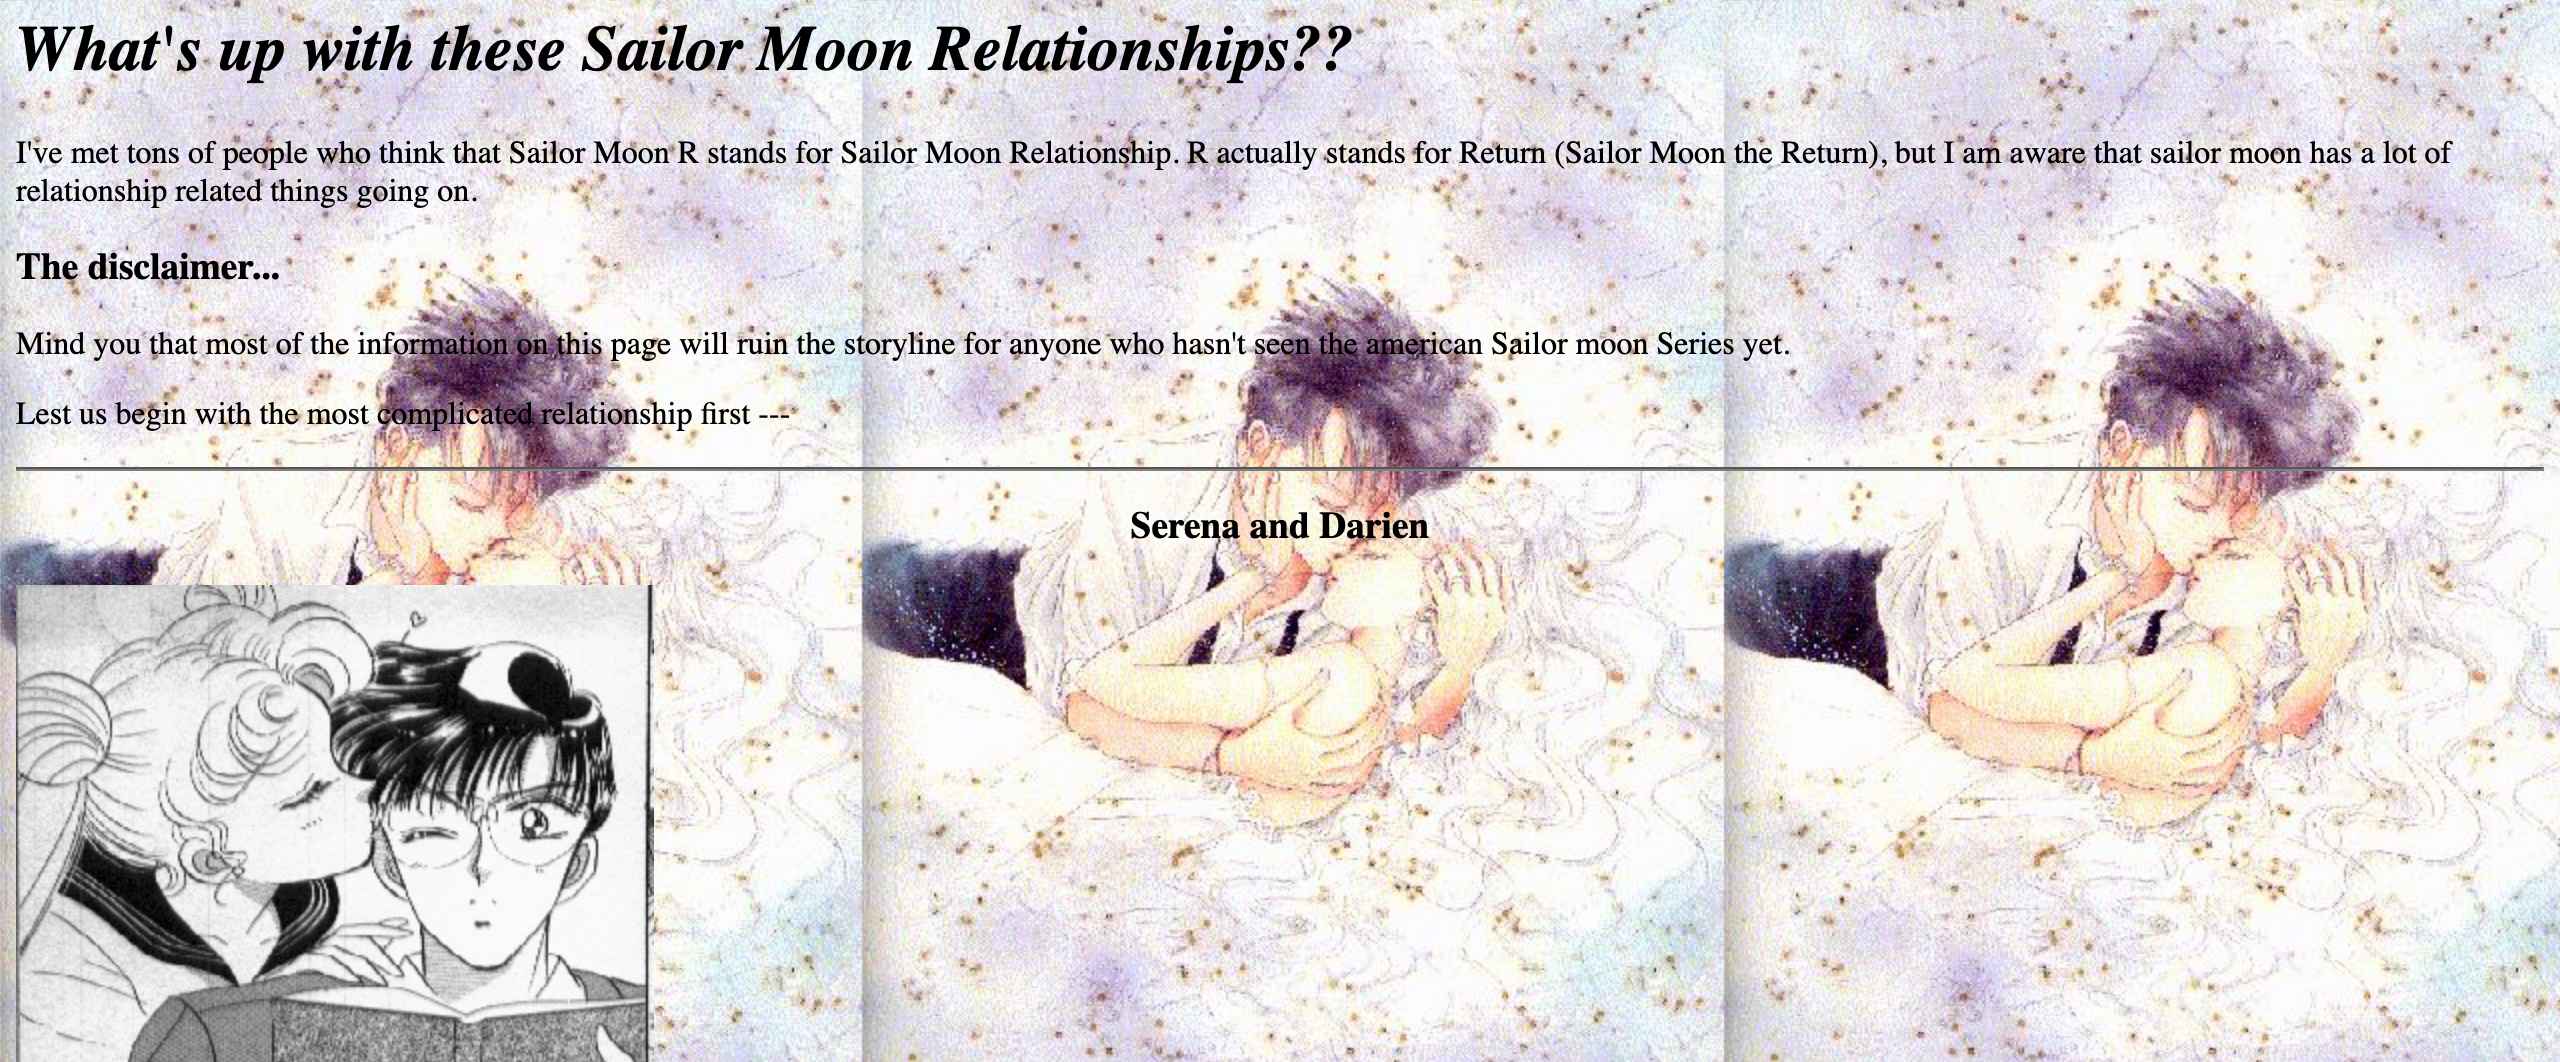 What's up with these Sailor Moon Relationships??
I've met tons of people who think that Sailor Moon R stands for Sailor Moon Relationship. R actually stands for Return (Sailor Moon the Return), but I am aware that sailor moon has a lot of
relationship related things going on.
The disclaimer...
Mind you that most of the information on this page will ruin the storyline for anyone who hasn't seen the american Sailor moon Series yet.
Lest us begin with the most complicated relationship first ---
Serena and Darien